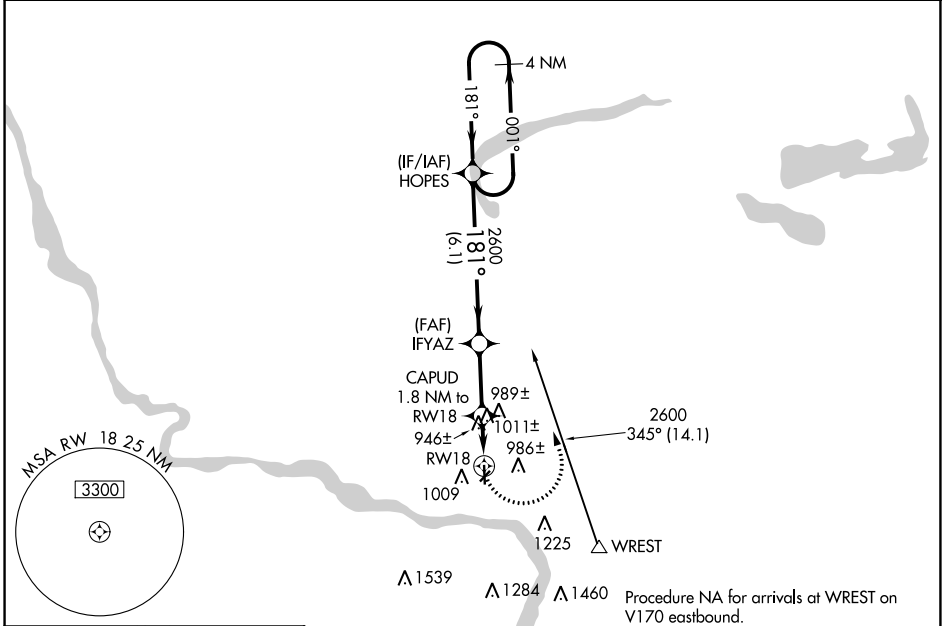 4 NM
181°
001°
(IF/IAF)
HOPES
2600
181°
(6.1)
(FAF)
IFYAZ
CAPUD
1.8 NM to
RW18
989±
1011±
946±
986±
RW18
1009
2600
345° (14.1)
MSA RW 18 25 NM
3300
1225
WREST
1539
1284
1460
Procedure NA for arrivals at WREST on
V170 eastbound.